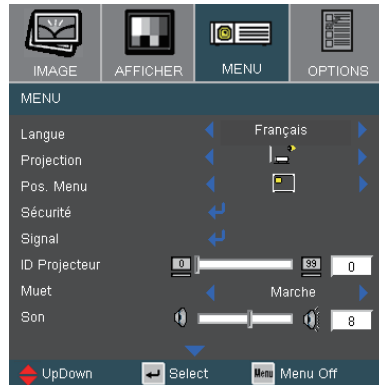 IMAGE AFFICHER MENU OPTIONS
MENU
Langue Français
Projection
Pos. Menu
Sécurité
Signal
ID Projecteur 0 99 0
Muet Marche
Son 8
UpDown Select Menu Menu Off